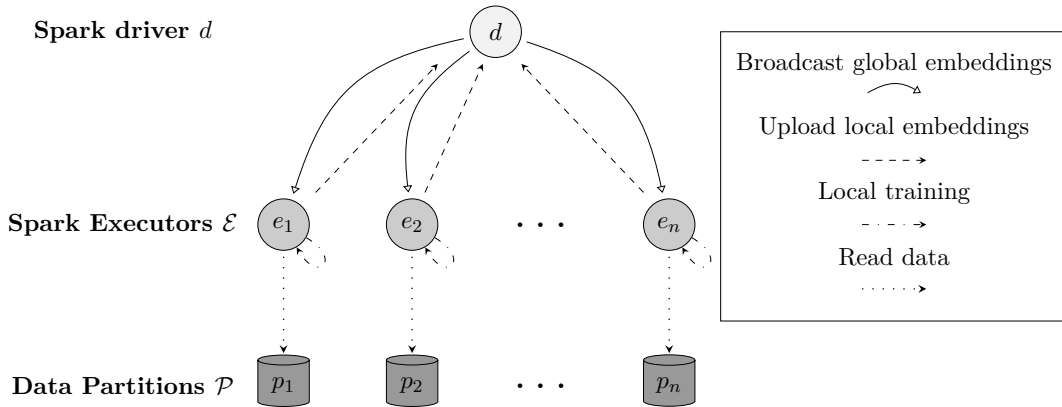 Spark driver d
d
Broadcast global embeddings
Upload local embeddings
Local training
Read data
Spark Executors ℰ
e₁ e₂ . . . eₙ
Data Partitions 𝒫
p₁ p₂ . . . pₙ